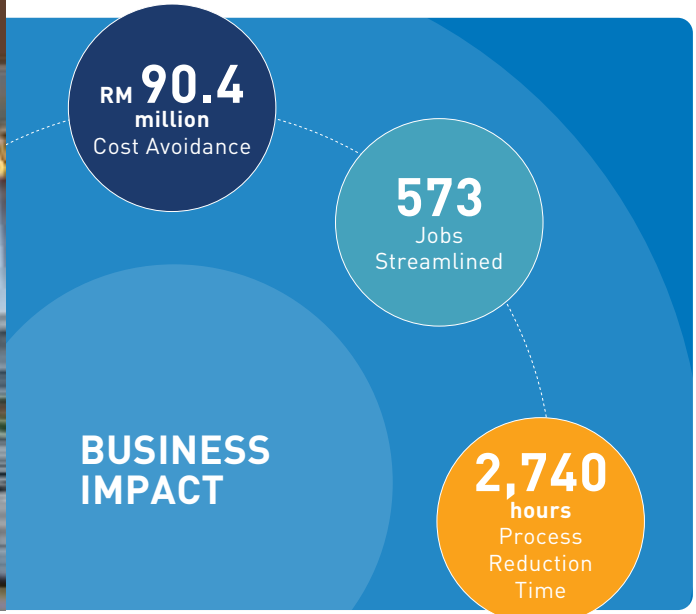 RM 90.4
million
Cost Avoidance
573
Jobs
Streamlined
BUSINESS
IMPACT
2,740
hours
Process
Reduction
Time